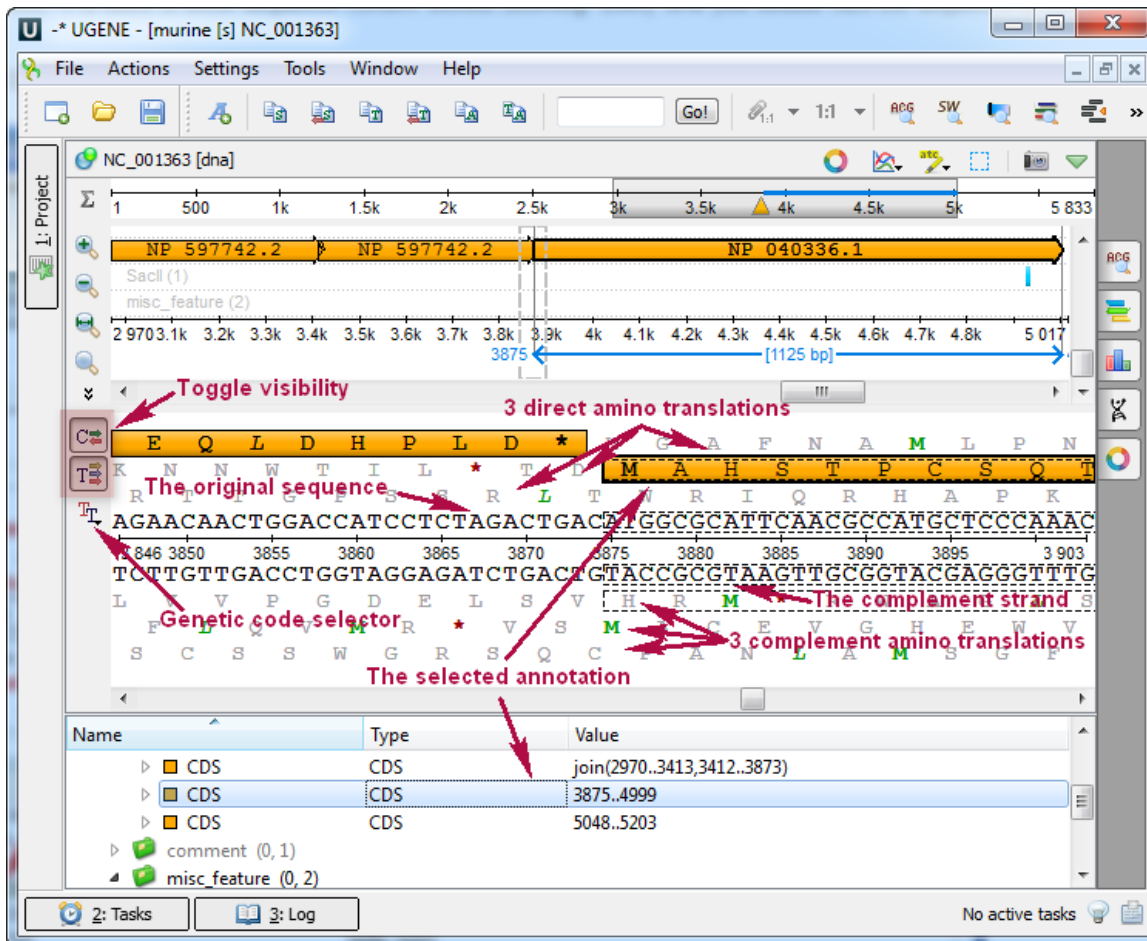 U -* UGENE - [murine [s] NC_001363]
File Actions Settings Tools Window Help
Go! 1:1 1:1 ACG SW »
1: Project
NC_001363 [dna]
atc
Σ
1 500 1k 1.5k 2k 2.5k 3k 3.5k 4k 4.5k 5k 5 833
NP 597742.2 NP 597742.2 NP 040336.1
SacII (1)
misc_feature (2)
2 970 3.1k 3.2k 3.3k 3.4k 3.5k 3.6k 3.7k 3.8k 3.9k 4k 4.1k 4.2k 4.3k 4.4k 4.5k 4.6k 4.7k 4.8k 5 017
3875 [1125 bp]
ACG
Toggle visibility
3 direct amino translations
C E Q L D H P L D * G A F N A M L P N
T K N N W T I L * T D M A H S T P C S Q T
The original sequence
R L T W R I Q R H A P K
AGAACAACTGGACCATCCTCTAGACTGACATGGCGCATTCAACGCCATGCTCCCAAAC
3 846 3850 3855 3860 3865 3870 3875 3880 3885 3890 3895 3 903
TCTTGTTGACCTGGTAGGAGATCTGACTGTACCGCGTAAGTTGCGGTACGAGGGTTTG
L V V P G D E L S V H R M * S
The complement strand
Genetic code selector
F L Q V M R * V S M A C E V G H E W V
3 complement amino translations
S C S S W G R S Q C P A N L A M S G F
The selected annotation
Name Type Value
CDS CDS join(2970..3413,3412..3873)
CDS CDS 3875..4999
CDS CDS 5048..5203
comment (0, 1)
misc_feature (0, 2)
2: Tasks 3: Log No active tasks